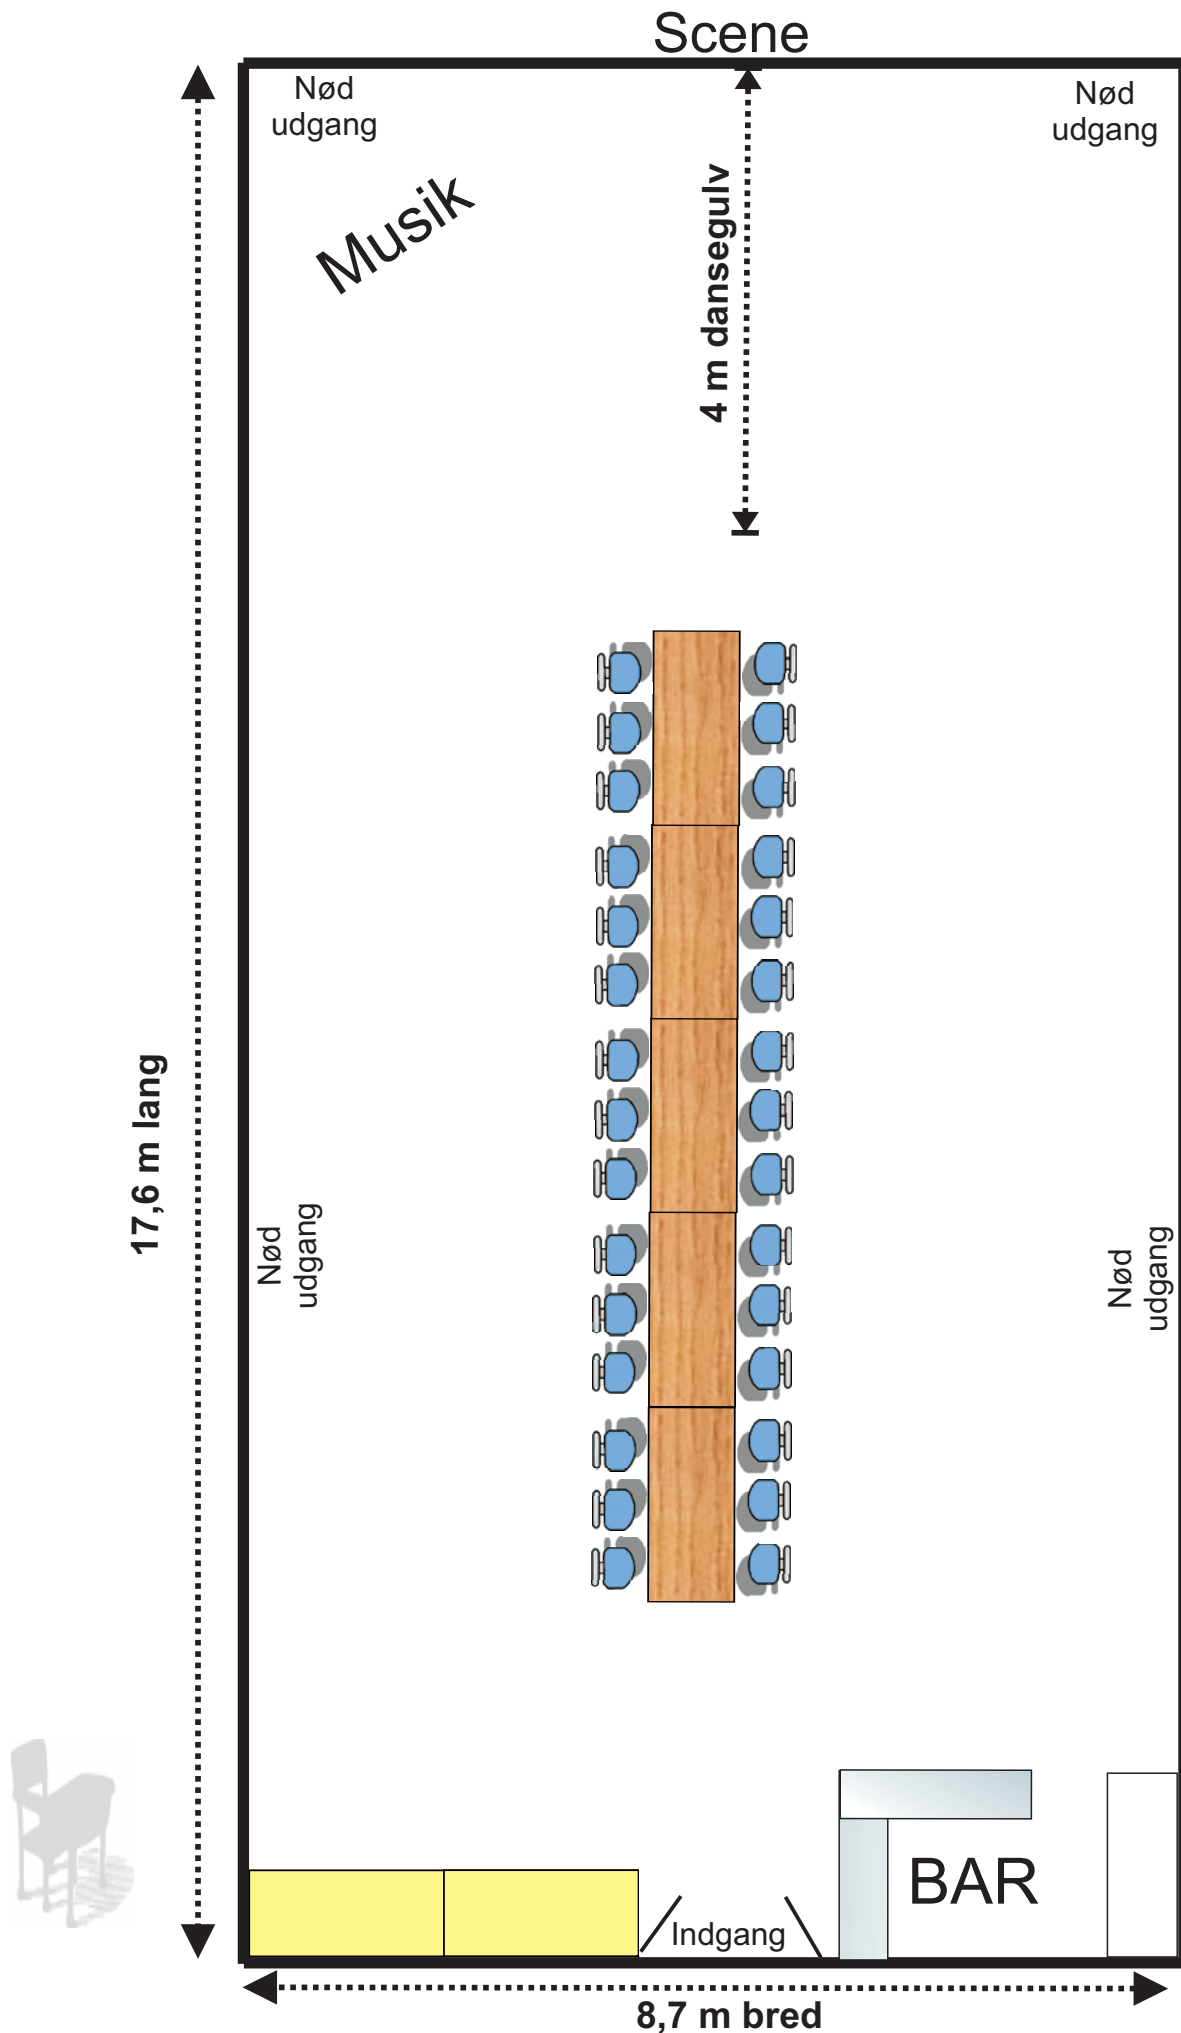 Scene
Nød
udgang
Nød
udgang
Musik
4 m dansegulv
17,6 m lang
Nød
udgang
Nød
udgang
BAR
Indgang
8,7 m bred